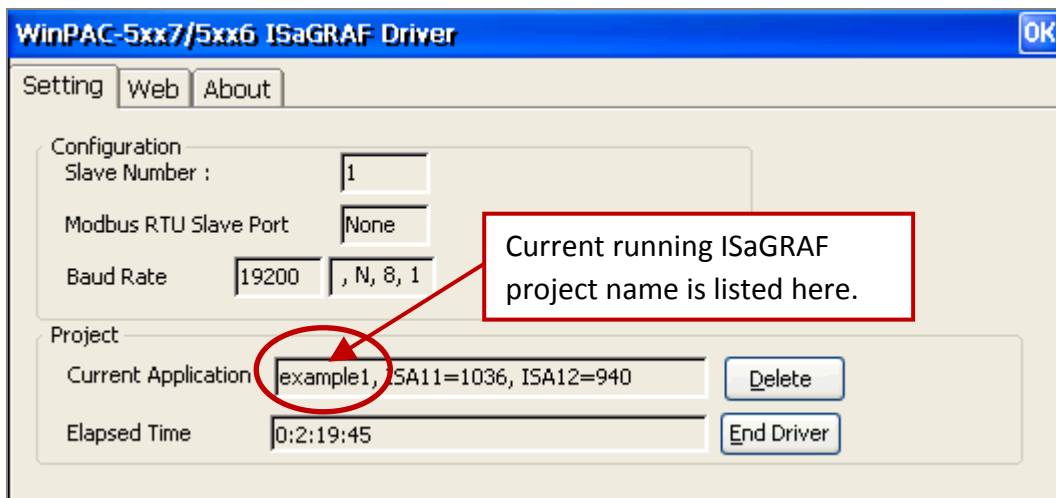 WinPAC-5xx7/5xx6 ISaGRAF Driver OK
Setting Web About
Configuration
Slave Number : 1
Modbus RTU Slave Port None
Baud Rate 19200 , N, 8, 1
Current running ISaGRAF
project name is listed here.
Project
Current Application example1, ISA11=1036, ISA12=940 Delete
Elapsed Time 0:2:19:45 End Driver